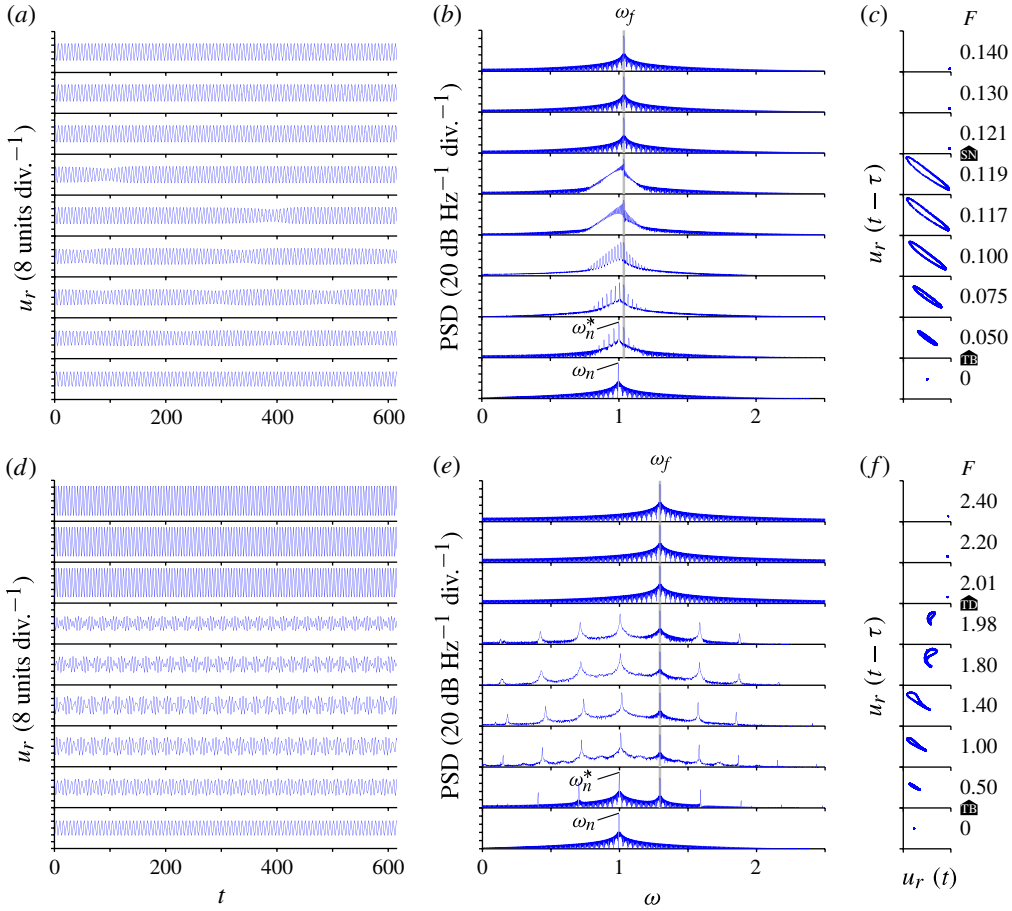 (a) (b) ω_f (c) F
u_r (8 units div.⁻¹)
PSD (20 dB Hz⁻¹ div.⁻¹)
u_r (t − τ)
0.140
0.130
0.121
SN
0.119
0.117
0.100
0.075
ω_n^* 0.050
TB
ω_n 0
0 200 400 600 0 1 2
(d) (e) ω_f (f) F
u_r (8 units div.⁻¹)
PSD (20 dB Hz⁻¹ div.⁻¹)
u_r (t − τ)
2.40
2.20
2.01
TD
1.98
1.80
1.40
1.00
ω_n^* 0.50
TB
ω_n 0
0 200 400 600 0 1 2
t ω u_r (t)